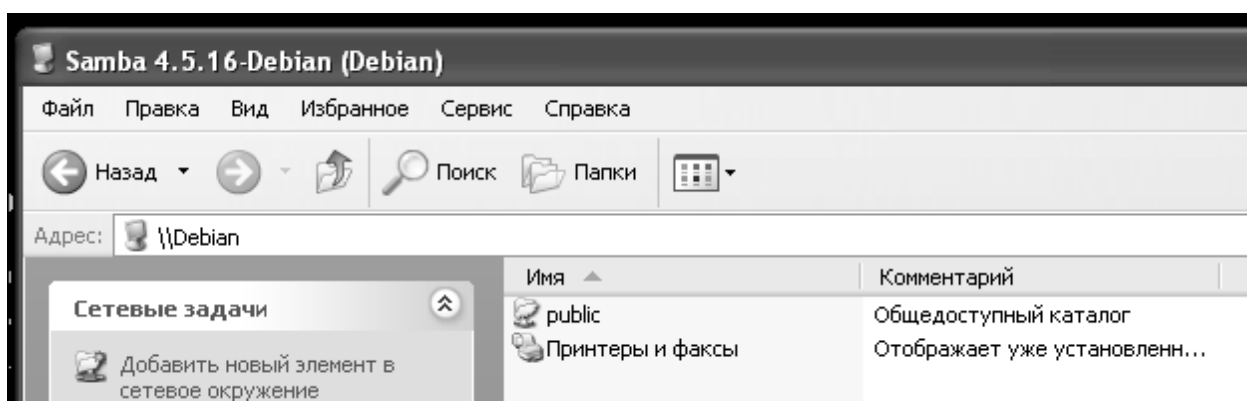 Samba 4.5.16-Debian (Debian)
Файл Правка Вид Избранное Сервис Справка
Назад Поиск Папки
Адрес: \\Debian
Имя Комментарий
Сетевые задачи
public Общедоступный каталог
Принтеры и факсы Отображает уже установленн...
Добавить новый элемент в
сетевое окружение